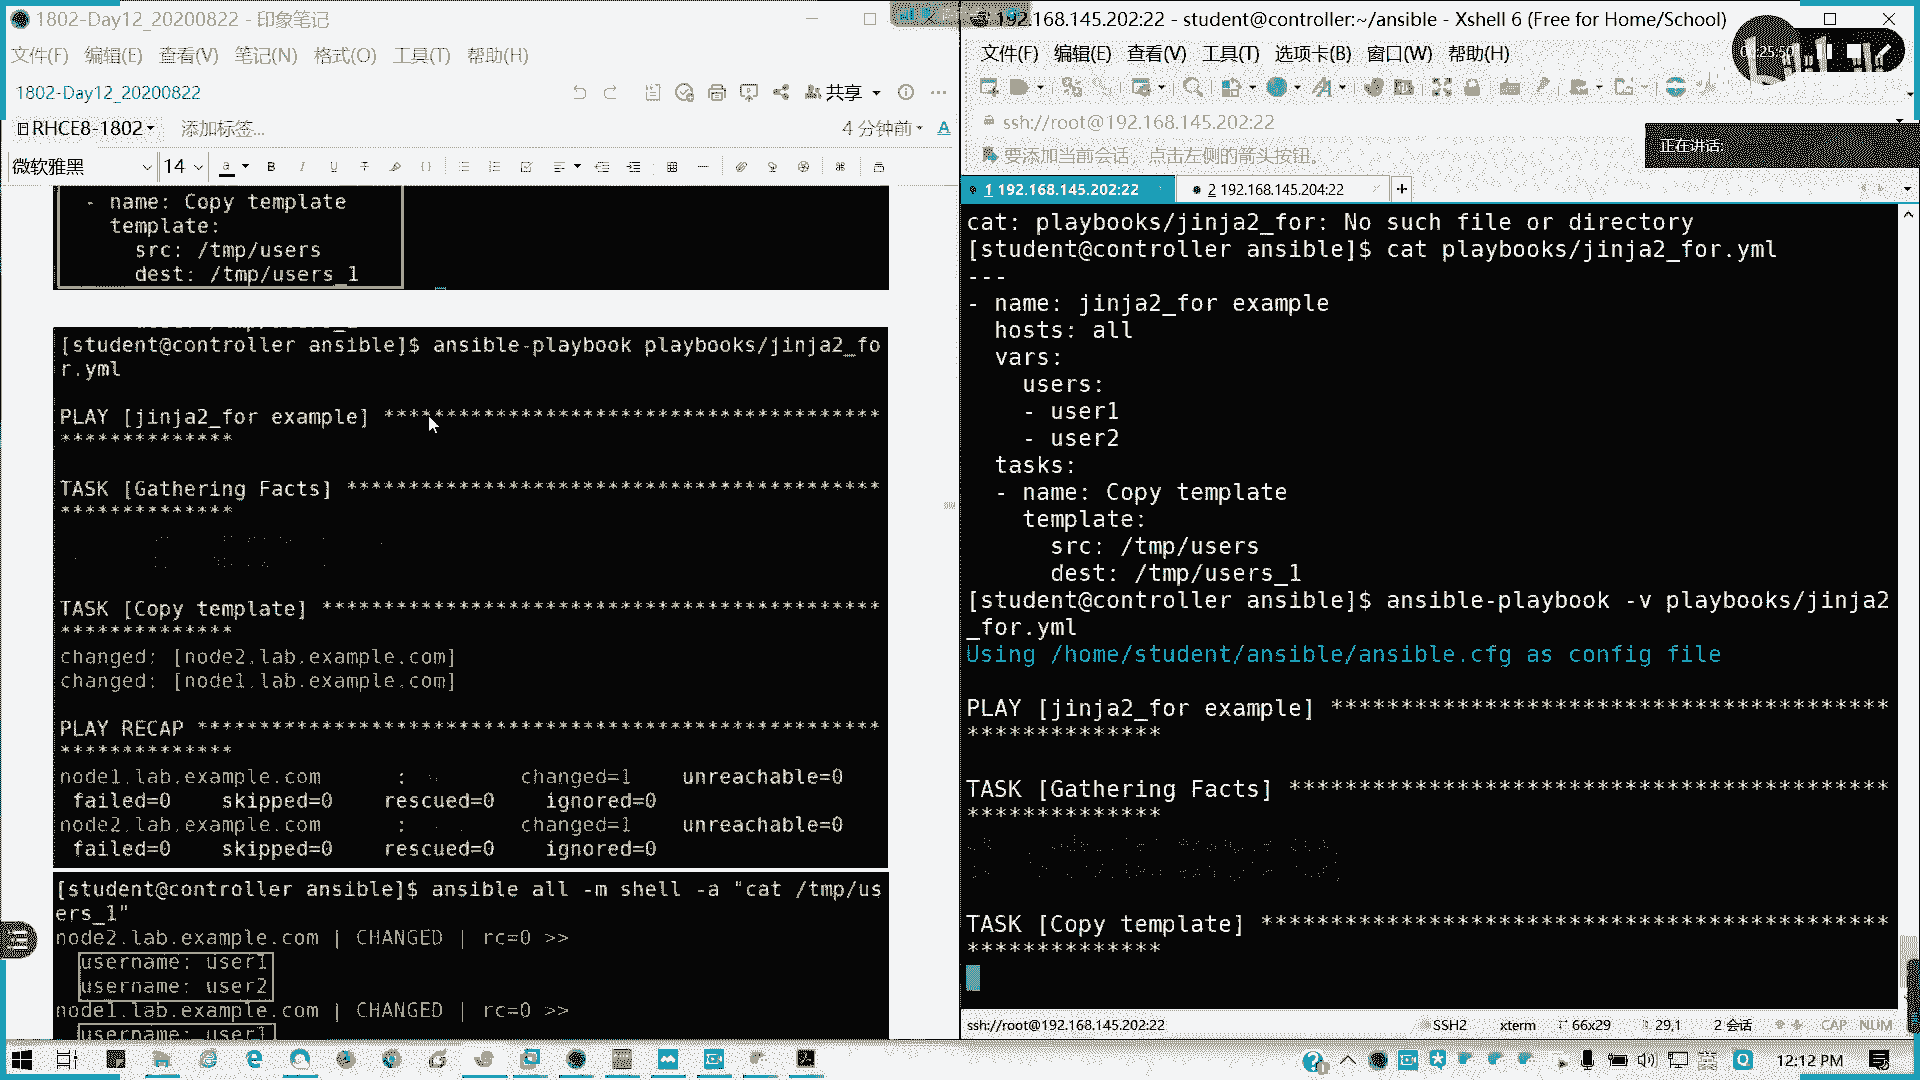 1802-Day12_20200822 - 印象笔记
文件(F) 编辑(E) 查看(V) 笔记(N) 格式(O) 工具(T) 帮助(H)
1802-Day12_20200822
共享
RHCE8-1802
添加标签...
4 分钟前
微软雅黑 14
- name: Copy template
template:
src: /tmp/users
dest: /tmp/users_1
[student@controller ansible]$ ansible-playbook playbooks/jinja2_fo
r.yml
PLAY [jinja2_for example] *****************************************
**************
TASK [Gathering Facts] ********************************************
**************
TASK [Copy template] **********************************************
**************
changed: [node2.lab.example.com]
changed: [node1.lab.example.com]
PLAY RECAP ********************************************************
**************
node1.lab.example.com : changed=1 unreachable=0
failed=0 skipped=0 rescued=0 ignored=0
node2.lab.example.com : changed=1 unreachable=0
failed=0 skipped=0 rescued=0 ignored=0
[student@controller ansible]$ ansible all -m shell -a "cat /tmp/us
ers_1"
node2.lab.example.com | CHANGED | rc=0 >>
username: user1
username: user2
node1.lab.example.com | CHANGED | rc=0 >>
username: user1
192.168.145.202:22 - student@controller:~/ansible - Xshell 6 (Free for Home/School)
文件(F) 编辑(E) 查看(V) 工具(T) 选项卡(B) 窗口(W) 帮助(H)
ssh://root@192.168.145.202:22
要添加当前会话，点击左侧的箭头按钮。
正在讲话:
1 192.168.145.202:22
2 192.168.145.204:22
cat: playbooks/jinja2_for: No such file or directory
[student@controller ansible]$ cat playbooks/jinja2_for.yml
---
- name: jinja2_for example
hosts: all
vars:
users:
- user1
- user2
tasks:
- name: Copy template
template:
src: /tmp/users
dest: /tmp/users_1
[student@controller ansible]$ ansible-playbook -v playbooks/jinja2
_for.yml
Using /home/student/ansible/ansible.cfg as config file
PLAY [jinja2_for example] ****************************************
**************
TASK [Gathering Facts] *******************************************
**************
TASK [Copy template] *********************************************
**************
ssh://root@192.168.145.202:22
SSH2 xterm 66x29 29,1 2 会话 CAP NUM
12:12 PM